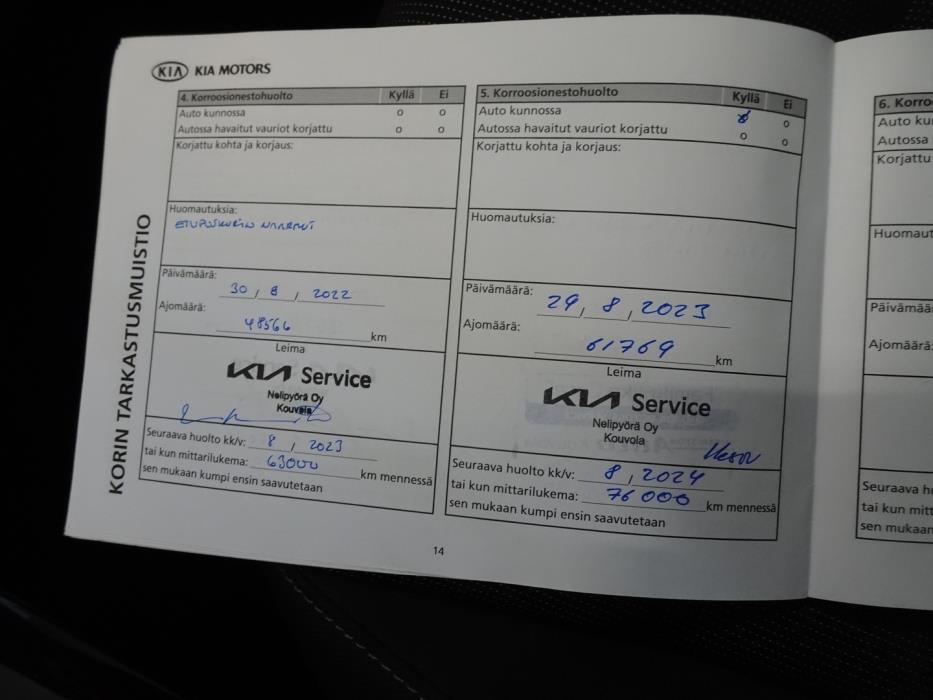 KIA KIA MOTORS
KORIN TARKASTUSMUISTIO
4. Korroosionestohuolto Kyllä Ei
Auto kunnossa o o
Autossa havaitut vauriot korjattu o o
Korjattu kohta ja korjaus:
Huomautuksia:
ETUPUSKURIN NAARMUT
Päivämäärä:
30 / 8 / 2022
Ajomäärä:
48566 km
Leima
KIA Service
Nelipyörä Oy
Kouvola
Seuraava huolto kk/v: 8 / 2023
tai kun mittarilukema: 63000 km mennessä
sen mukaan kumpi ensin saavutetaan
5. Korroosionestohuolto Kyllä Ei
Auto kunnossa o
Autossa havaitut vauriot korjattu o o
Korjattu kohta ja korjaus:
Huomautuksia:
Päivämäärä:
29, 8, 2023
Ajomäärä:
61769 km
Leima
KIA Service
Nelipyörä Oy
Kouvola
Seuraava huolto kk/v: 8, 2024
tai kun mittarilukema: 76000 km mennessä
sen mukaan kumpi ensin saavutetaan
14
6. Korro
Auto ku
Autossa
Korjattu
Huomaut
Päivämää
Ajomäärä:
Seuraava h
tai kun mitt
sen mukaan